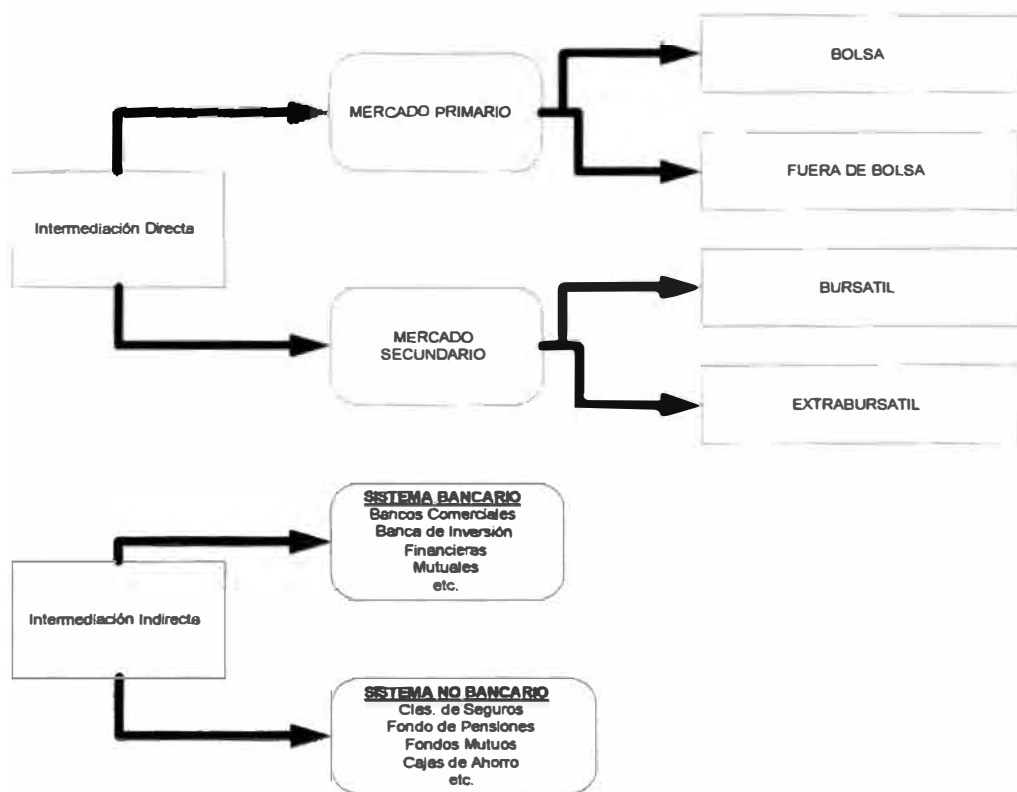 BOLSA
MERCADO PRIMARIO
FUERA DE BOLSA
Intermediación Directa
BURSATIL
MERCADO
SECUNDARIO
EXTRABURSATIL
SISTEMA BANCARIO
Bancos Comerciales
Banca de Inversión
Financieras
Mutuales
etc.
Intermediación Indirecta
SISTEMA NO BANCARIO
Cias. de Seguros
Fondo de Pensiones
Fondos Mutuos
Cajas de Ahorro
etc.